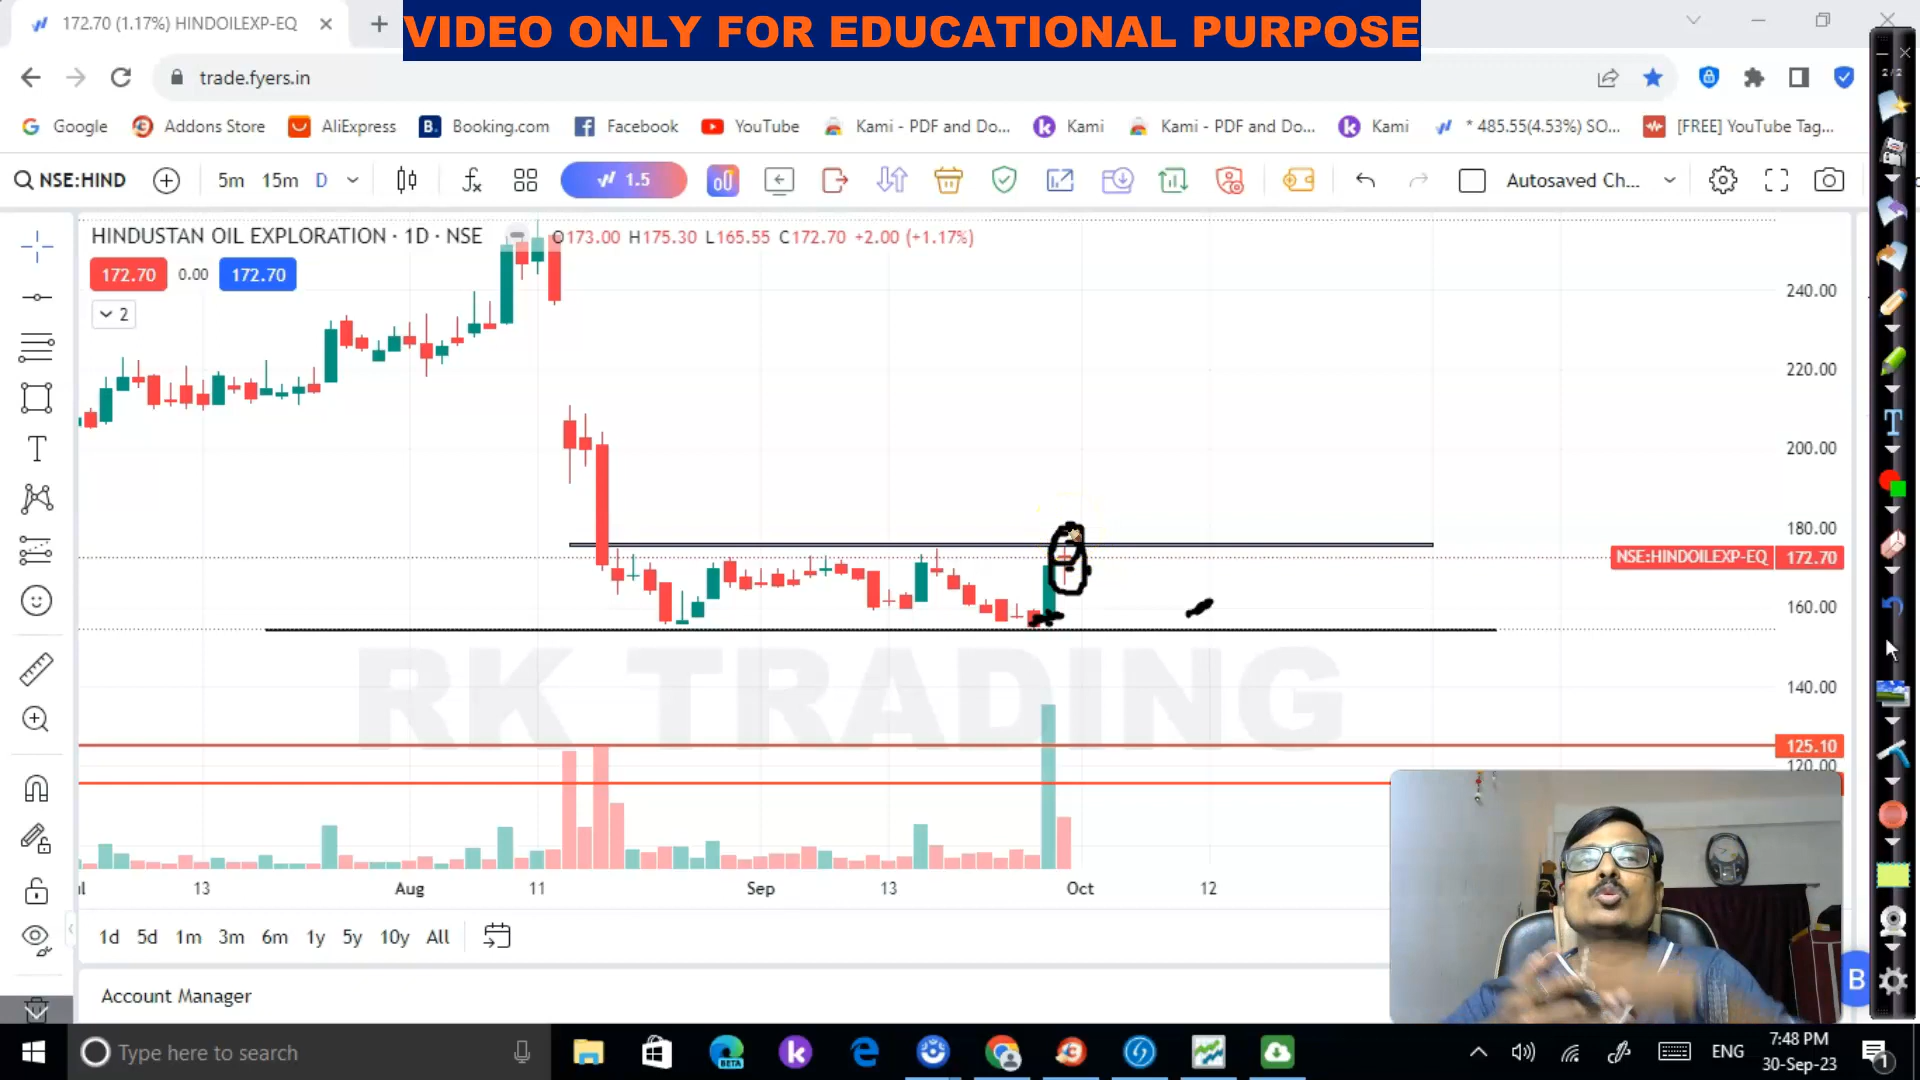 172.70 (1.17%) HINDOILEXP-EQ
VIDEO ONLY FOR EDUCATIONAL PURPOSE
trade.fyers.in
2/2
Google Addons Store AliExpress Booking.com Facebook YouTube Kami - PDF and Do... Kami Kami - PDF and Do... Kami * 485.55(4.53%) SO... [FREE] YouTube Tag...
NSE:HIND 5m 15m D 1.5 Autosaved Ch...
HINDUSTAN OIL EXPLORATION · 1D · NSE O173.00 H175.30 L165.55 C172.70 +2.00 (+1.17%)
172.70 0.00 172.70
2
240.00
220.00
200.00
180.00
NSE:HINDOILEXP-EQ 172.70
160.00
140.00
RK TRADING
125.10
120.00
13 Aug 11 Sep 13 Oct 12
1d 5d 1m 3m 6m 1y 5y 10y All
B
Account Manager
Type here to search
BETA
ENG
7:48 PM
30-Sep-23
1